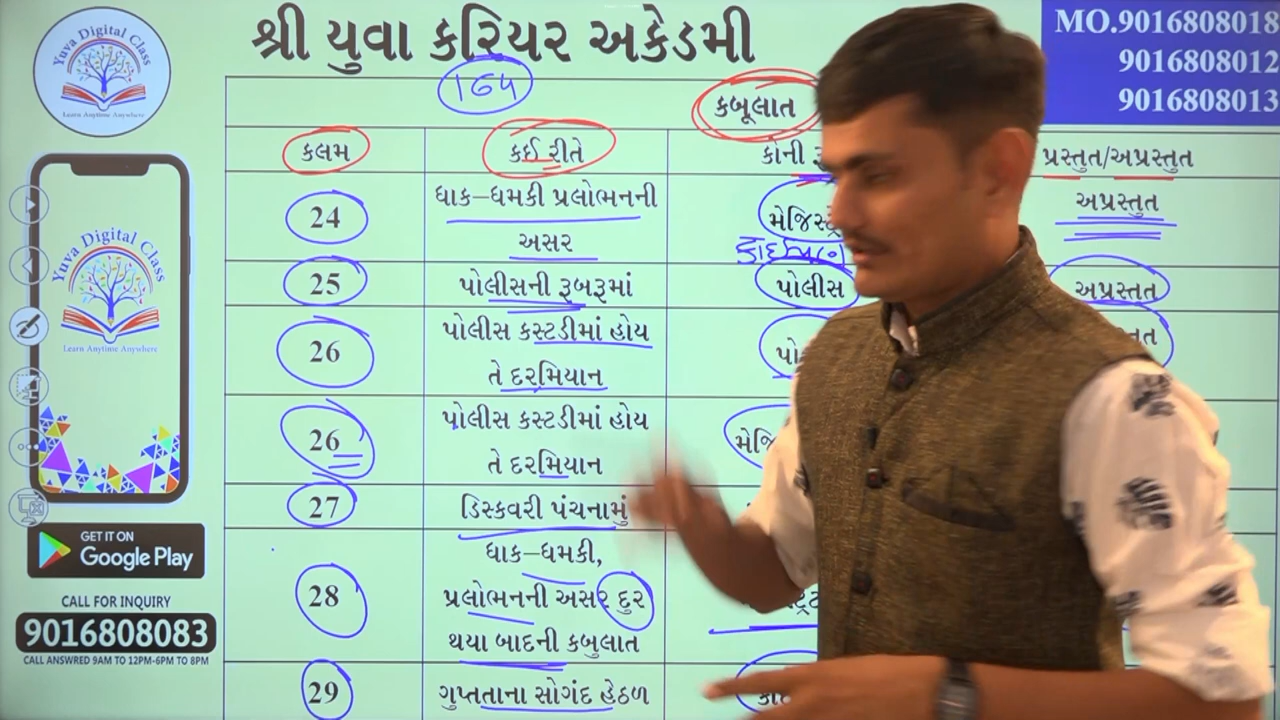 Yuva Digital Class
Learn Anytime Anywhere
શ્રી યુવા કરિયર અકેડમી
MO.9016808018
9016808012
9016808013
164
કબૂલાત
કલમ
કઈ રીતે
કોની
પ્રસ્તુત/અપ્રસ્તુત
24
ધાક–ધમકી પ્રલોભનની
અસર
અપ્રસ્તુત
25
પોલીસની રૂબરૂમાં
પોલીસ
અપ્રસ્તુત
26
પોલીસ કસ્ટડીમાં હોય
તે દરમિયાન
26
પોલીસ કસ્ટડીમાં હોય
તે દરમિયાન
27
ડિસ્કવરી પંચનામું
28
ધાક–ધમકી,
પ્રલોભનની અસર દુર
થયા બાદની કબુલાત
29
ગુપ્તતાના સોગંદ હેઠળ
Yuva Digital Class
Learn Anytime Anywhere
GET IT ON
Google Play
CALL FOR INQUIRY
9016808083
CALL ANSWRED 9AM TO 12PM-6PM TO 8PM